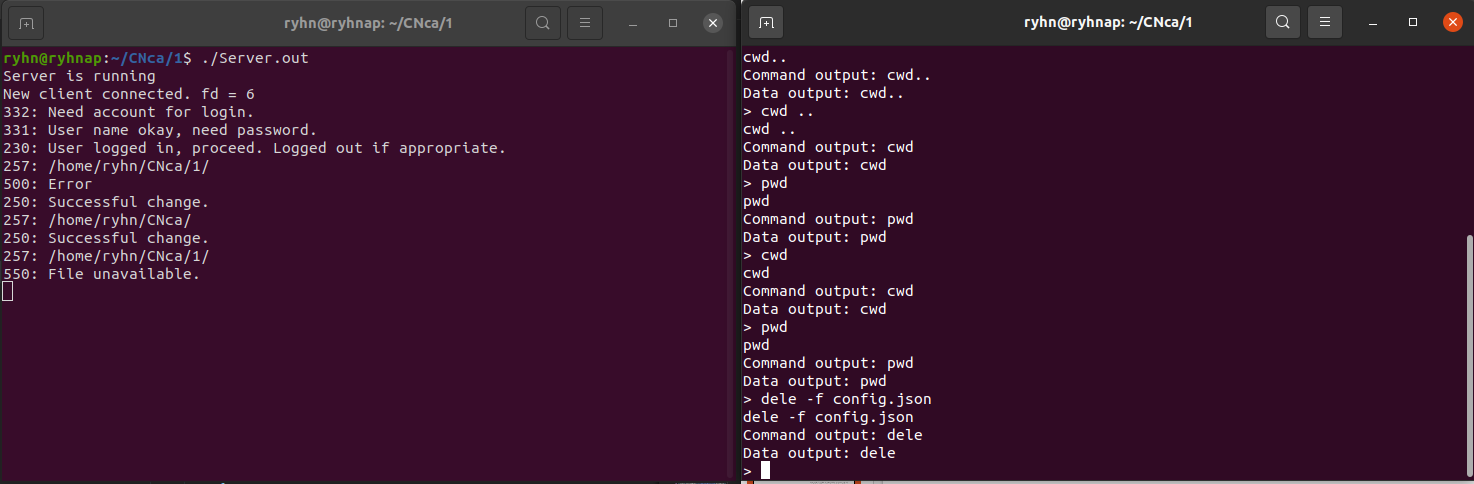 ryhn@ryhnap: ~/CNca/1
ryhn@ryhnap:~/CNca/1$ ./Server.out
Server is running
New client connected. fd = 6
332: Need account for login.
331: User name okay, need password.
230: User logged in, proceed. Logged out if appropriate.
257: /home/ryhn/CNca/1/
500: Error
250: Successful change.
257: /home/ryhn/CNca/
250: Successful change.
257: /home/ryhn/CNca/1/
550: File unavailable.
ryhn@ryhnap: ~/CNca/1
cwd..
Command output: cwd..
Data output: cwd..
> cwd ..
cwd ..
Command output: cwd
Data output: cwd
> pwd
pwd
Command output: pwd
Data output: pwd
> cwd
cwd
Command output: cwd
Data output: cwd
> pwd
pwd
Command output: pwd
Data output: pwd
> dele -f config.json
dele -f config.json
Command output: dele
Data output: dele
>